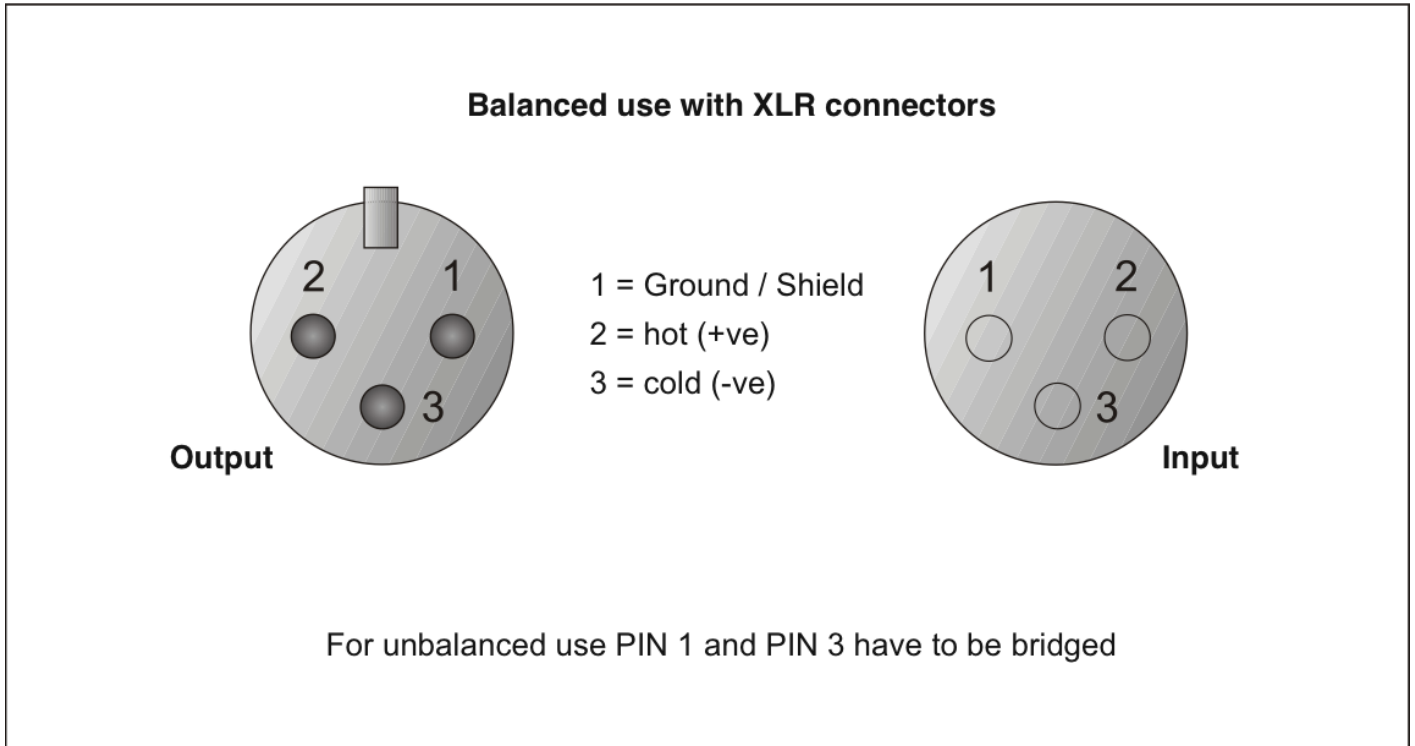 Balanced use with XLR connectors
2 1
3
Output
1 = Ground / Shield
2 = hot (+ve)
3 = cold (-ve)
1 2
3
Input
For unbalanced use PIN 1 and PIN 3 have to be bridged